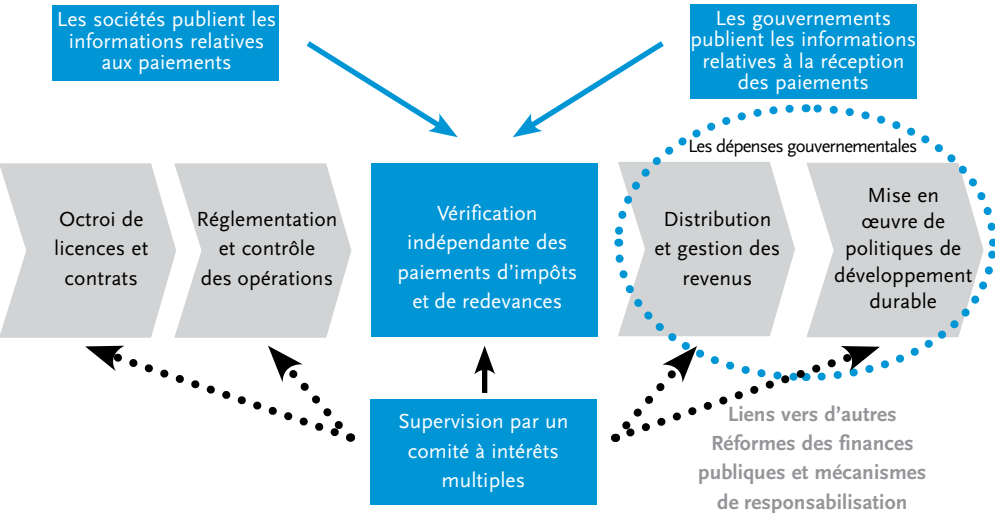 Les sociétés publient les
informations relatives
aux paiements
Les gouvernements
publient les informations
relatives à la réception
des paiements
Les dépenses gouvernementales
Octroi de
licences et
contrats
Réglementation
et contrôle
des opérations
Vérification
indépendante des
paiements d’impôts
et de redevances
Distribution
et gestion des
revenus
Mise en
œuvre de
politiques de
développement
durable
Supervision par un
comité à intérêts
multiples
Liens vers d’autres
Réformes des finances
publiques et mécanismes
de responsabilisation